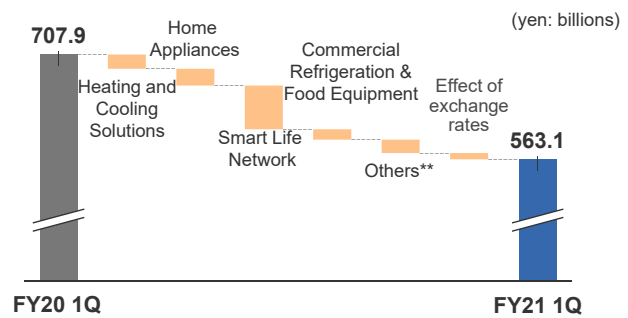 (yen: billions)
707.9
Home
Appliances
Heating and
Cooling
Solutions
Commercial
Refrigeration &
Food Equipment
Smart Life
Network
Others**
Effect of
exchange
rates
563.1
FY20 1Q
FY21 1Q